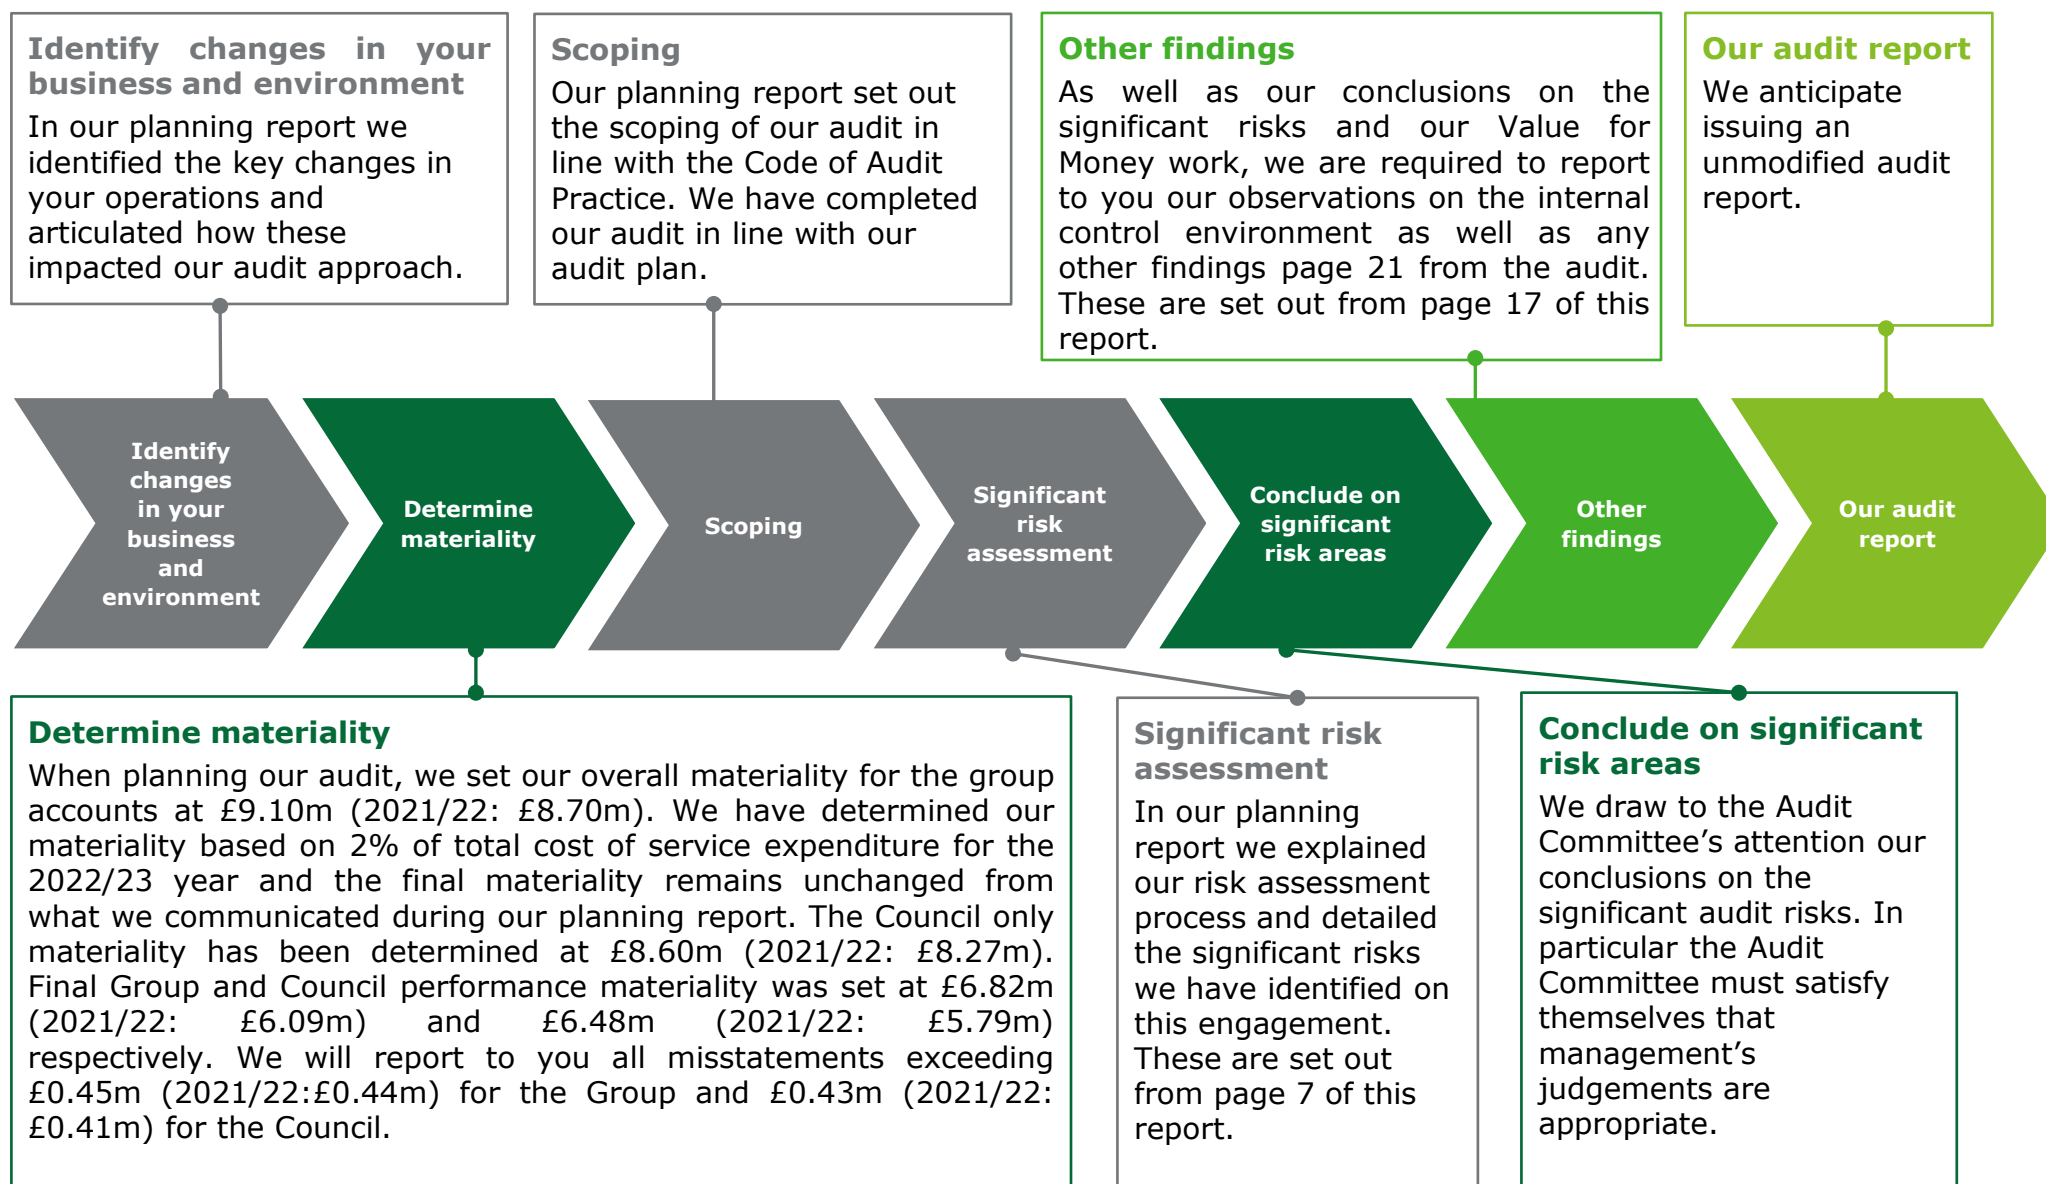 Identify changes in your
business and environment
In our planning report we
identified the key changes in
your operations and
articulated how these
impacted our audit approach.
Scoping
Our planning report set out
the scoping of our audit in
line with the Code of Audit
Practice. We have completed
our audit in line with our
audit plan.
Other findings
As well as our conclusions on the
significant risks and our Value for
Money work, we are required to report
to you our observations on the internal
control environment as well as any
other findings page 21 from the audit.
These are set out from page 17 of this
report.
Our audit report
We anticipate
issuing an
unmodified audit
report.
Identify
changes
in your
business
and
environment
Determine
materiality
Scoping
Significant
risk
assessment
Conclude on
significant
risk areas
Other
findings
Our audit
report
Determine materiality
When planning our audit, we set our overall materiality for the group
accounts at £9.10m (2021/22: £8.70m). We have determined our
materiality based on 2% of total cost of service expenditure for the
2022/23 year and the final materiality remains unchanged from
what we communicated during our planning report. The Council only
materiality has been determined at £8.60m (2021/22: £8.27m).
Final Group and Council performance materiality was set at £6.82m
(2021/22: £6.09m) and £6.48m (2021/22: £5.79m)
respectively. We will report to you all misstatements exceeding
£0.45m (2021/22:£0.44m) for the Group and £0.43m (2021/22:
£0.41m) for the Council.
Significant risk
assessment
In our planning
report we explained
our risk assessment
process and detailed
the significant risks
we have identified on
this engagement.
These are set out
from page 7 of this
report.
Conclude on significant
risk areas
We draw to the Audit
Committee’s attention our
conclusions on the
significant audit risks. In
particular the Audit
Committee must satisfy
themselves that
management’s
judgements are
appropriate.